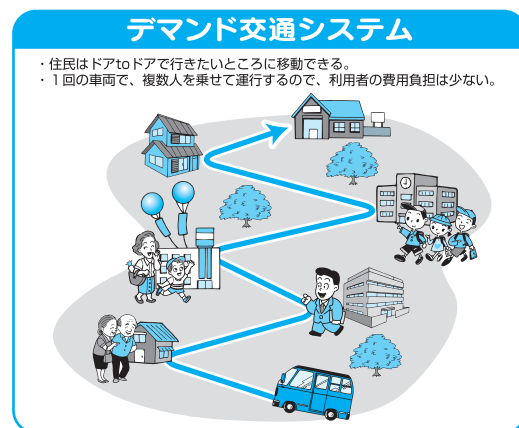 デマンド交通システム
・住民はドアtoドアで行きたいところに移動できる。
・１回の車両で、複数人を乗せて運行するので、利用者の費用負担は少ない。